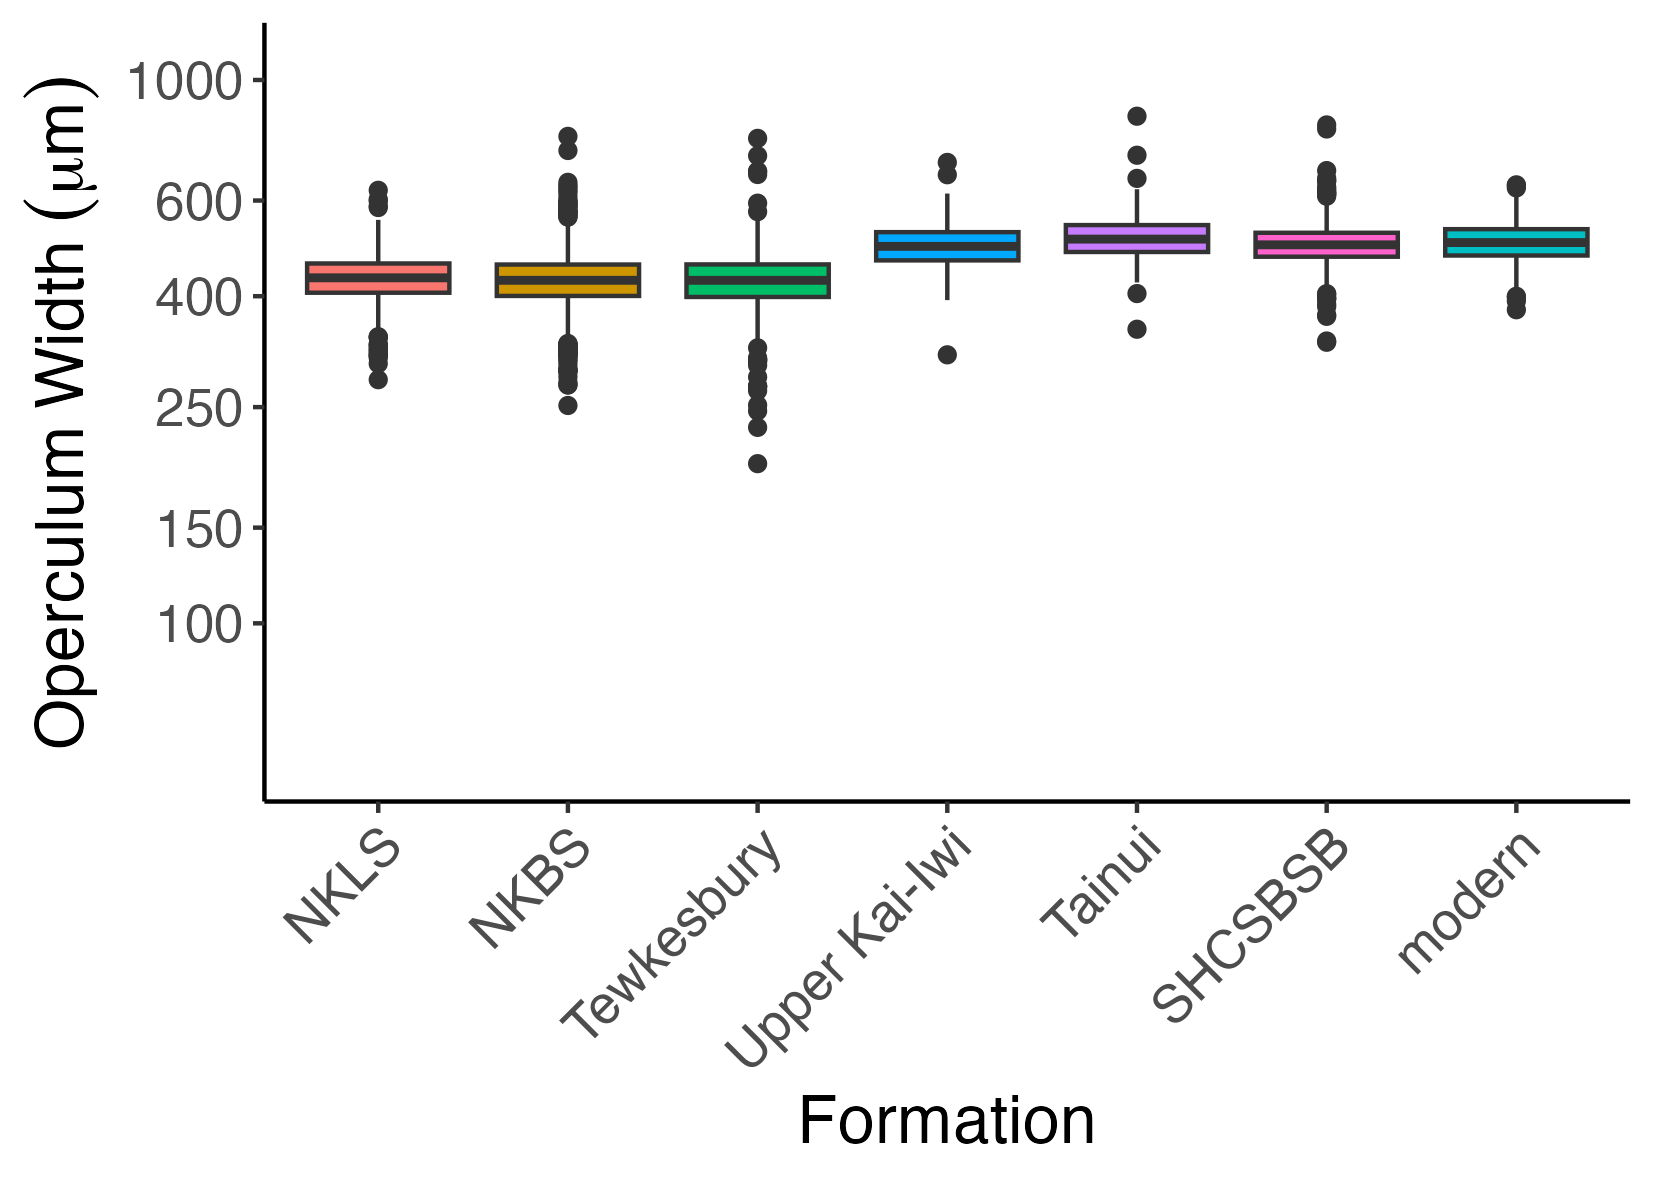 Operculum Width (μm)
1000
600
400
250
150
100
NKLS
NKBS
Tewkesbury
Upper Kai-Iwi
Tainui
SHCSBSB
modern
Formation